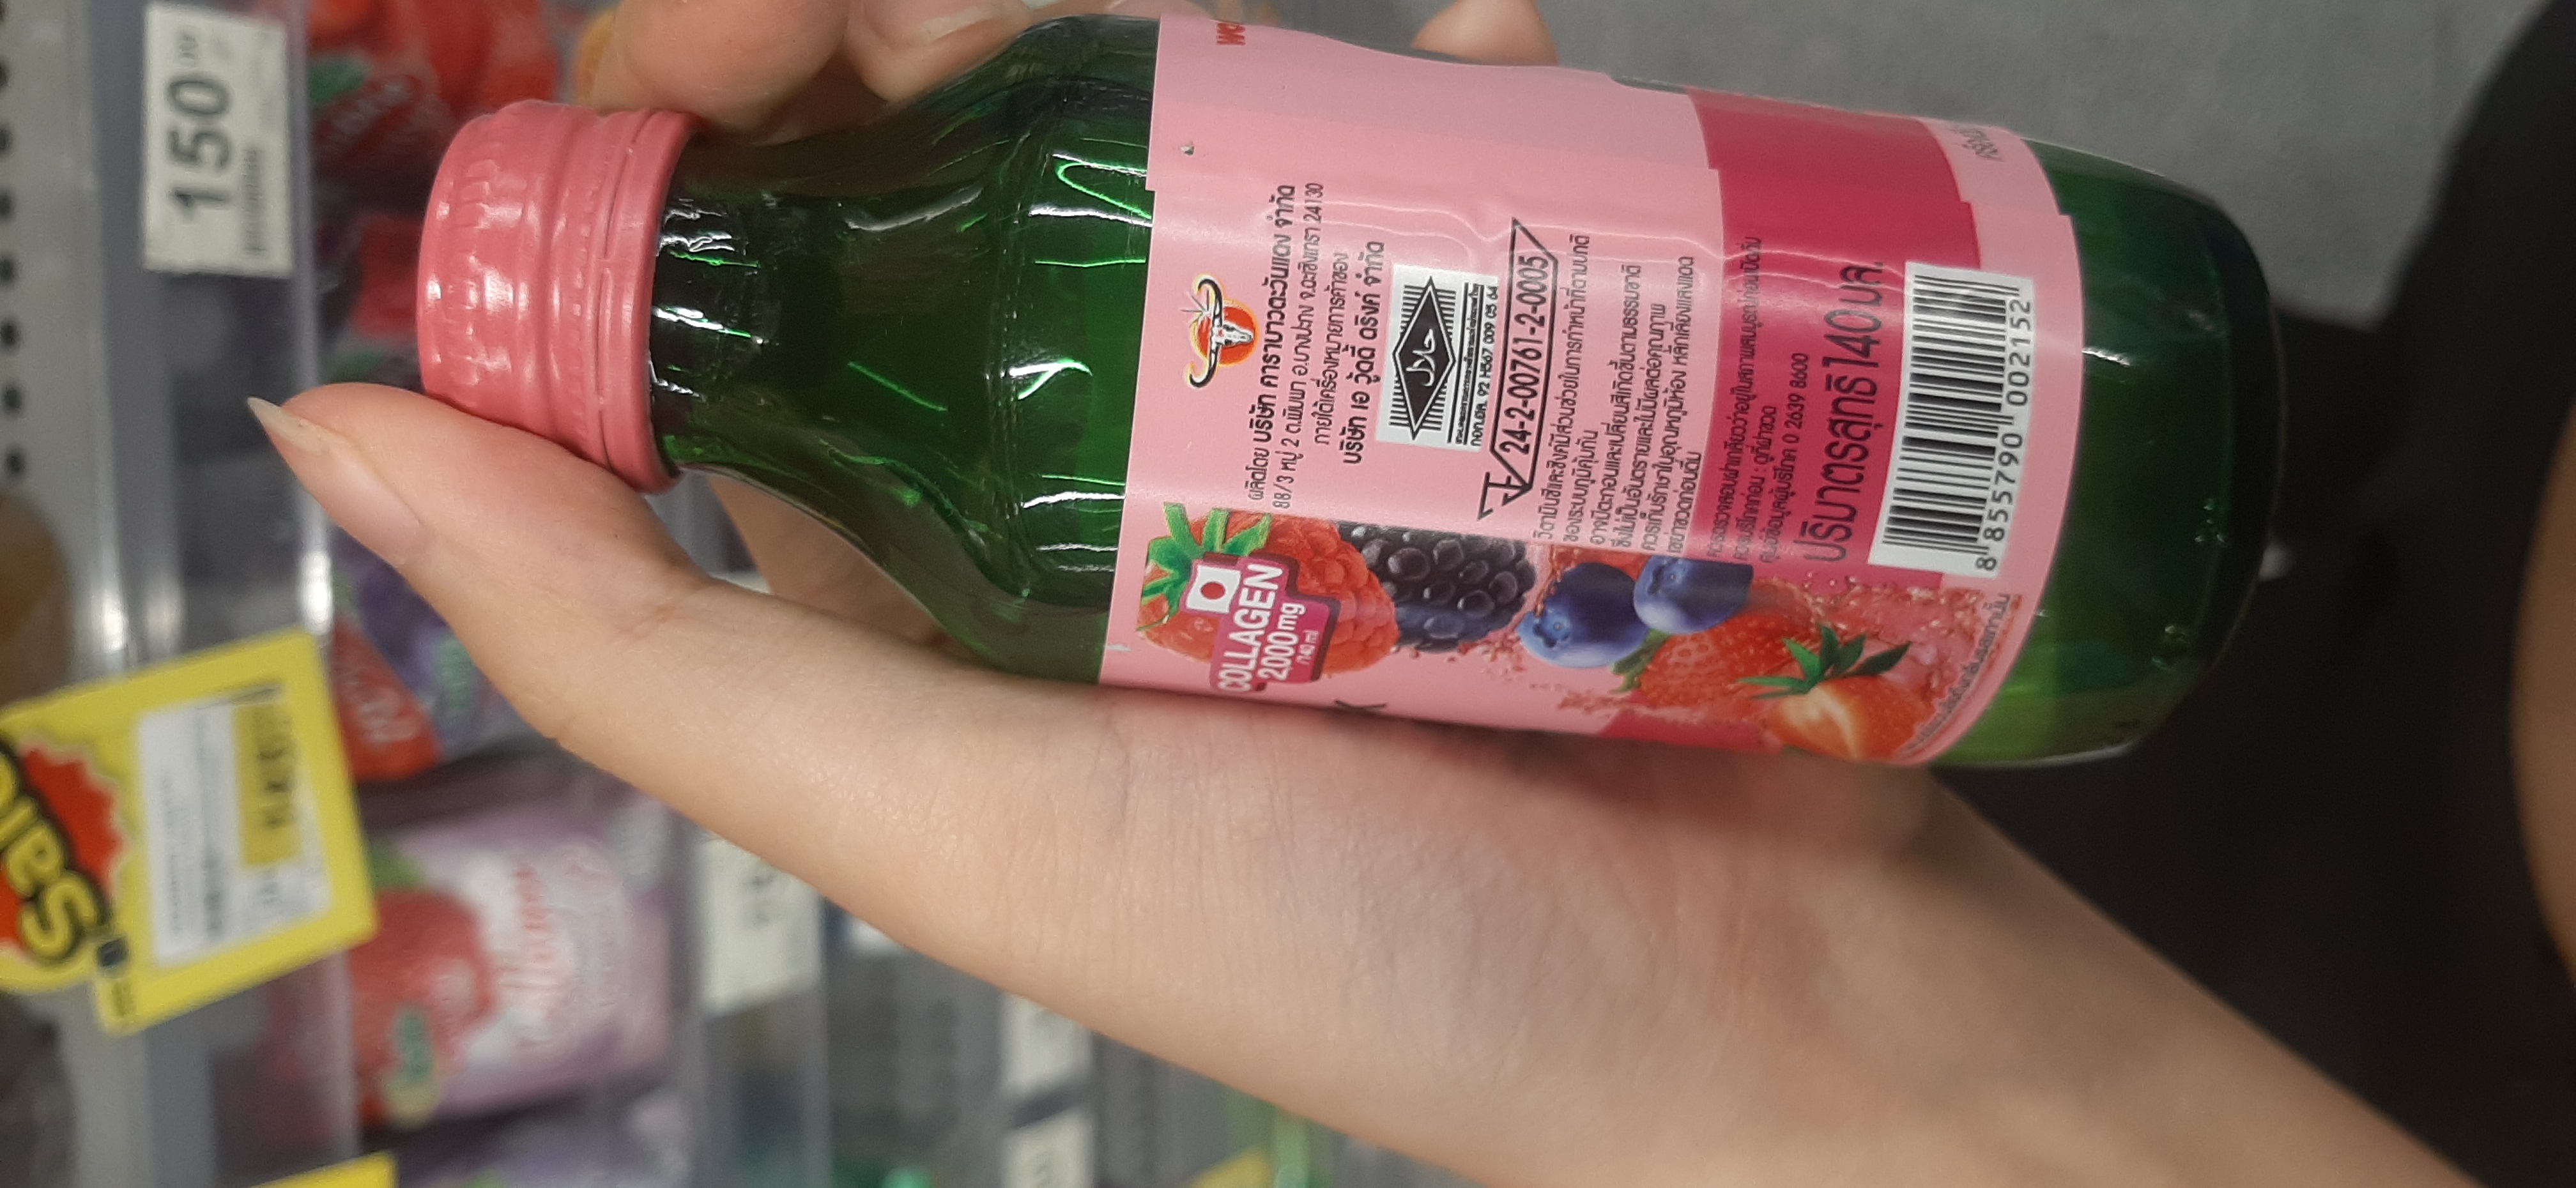 Sale
150
COLLAGEN
2,000mg
/140 ml
ผลิตโดย บริษัท คาราบาวตะวันแดง จำกัด
88/3 หมู่ 2 ต.พิมพา อ.บางปะกง จ.ฉะเชิงเทรา 24130
ภายใต้เครื่องหมายการค้าของ
บริษัท เอ วู้ดดี้ ดริงค์ จำกัด
حلال
กอท.ฮล. 92 H567 009 05 64
24-2-00761-2-0005
วิตามินซีและซิงค์มีส่วนช่วยในการทำหน้าที่ตามปกติ
ของระบบภูมิคุ้มกัน
อาจมีตะกอนและเปลี่ยนสีเกิดขึ้นตามธรรมชาติ
ซึ่งไม่เป็นอันตรายและไม่มีผลต่อคุณภาพ
ควรเก็บรักษาในอุณหภูมิห้อง หลีกเลี่ยงแสงแดด
เขย่าขวดก่อนดื่ม
ควรตรวจสอบฝาเกลียวว่าอยู่ในสภาพสมบูรณ์ก่อนเปิดดื่ม
ควรบริโภคก่อน : ดูที่ฝาขวด
ศูนย์ข้อมูลผู้บริโภค 0 2639 8600
ปริมาตรสุทธิ 140 มล.
8 855790 002152